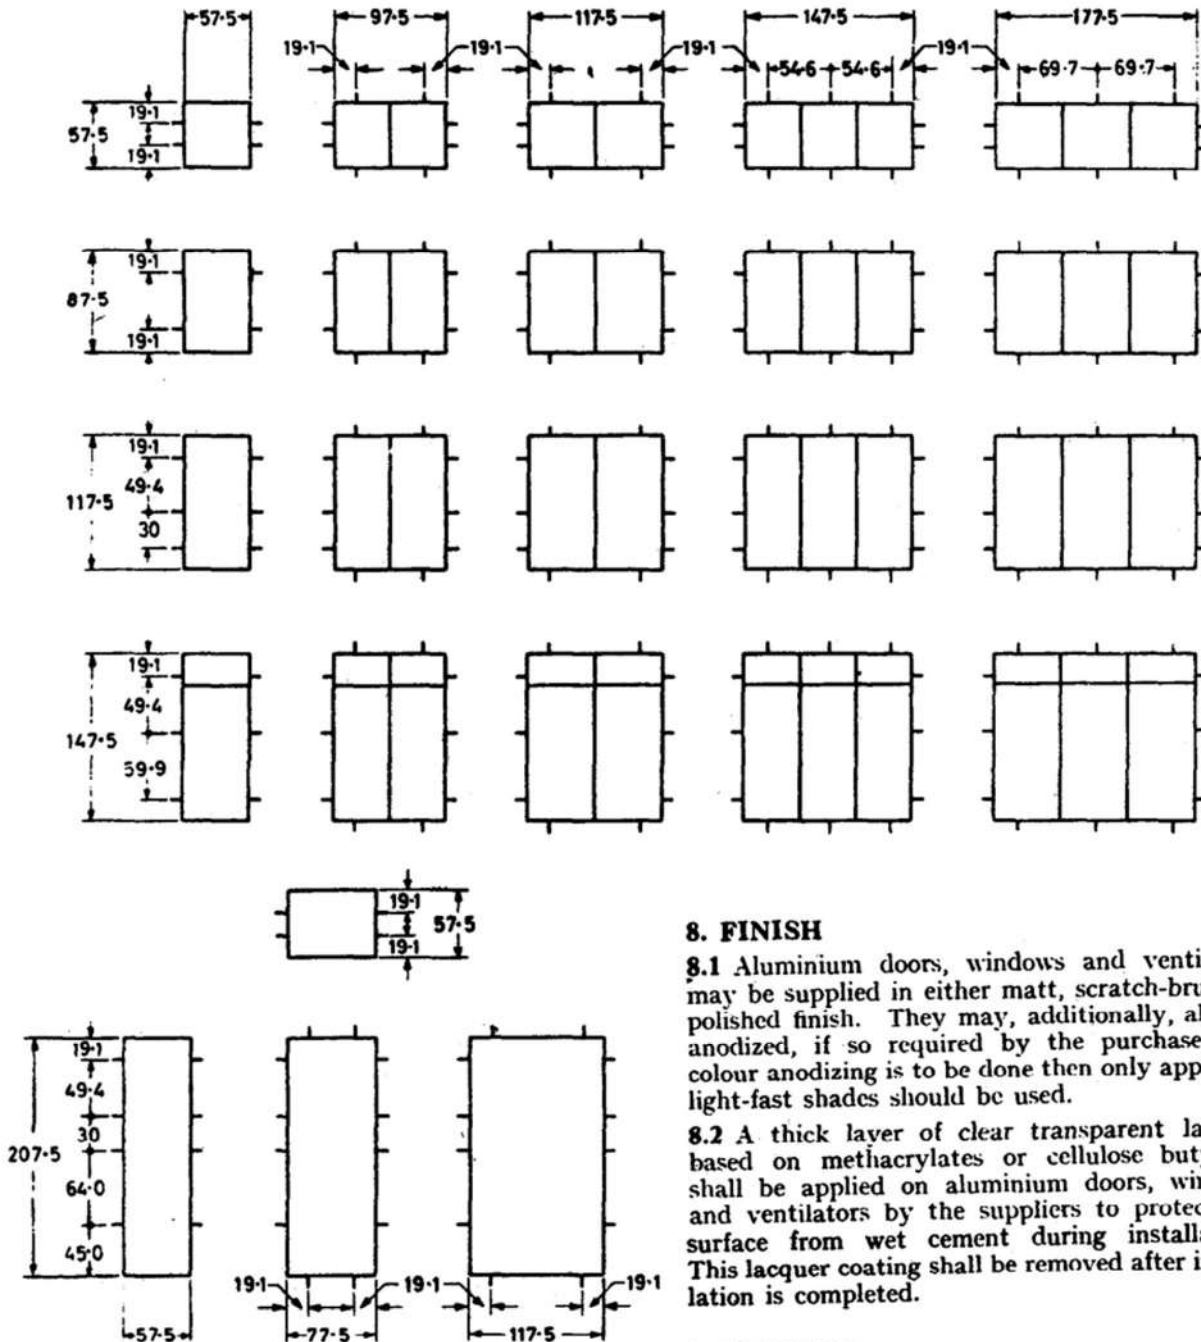 57·5 97·5 117·5 147·5 177·5
19·1 19·1 19·1 19·1
54·6 54·6 69·7 69·7
57·5 19·1
19·1
19·1
87·5
19·1
19·1
49·4
117·5
30
19·1
49·4
147·5
59·9
19·1
57·5
19·1
8. FINISH
8.1 Aluminium doors, windows and venti
may be supplied in either matt, scratch-bru
polished finish. They may, additionally, al
anodized, if so required by the purchase
colour anodizing is to be done then only app
light-fast shades should be used.
8.2 A thick layer of clear transparent la
based on methacrylates or cellulose but
shall be applied on aluminium doors, win
and ventilators by the suppliers to protec
surface from wet cement during install
This lacquer coating shall be removed after i
lation is completed.
19·1
49·4
30
207·5
64·0
45·0
19·1 19·1 19·1
57·5 77·5 117·5